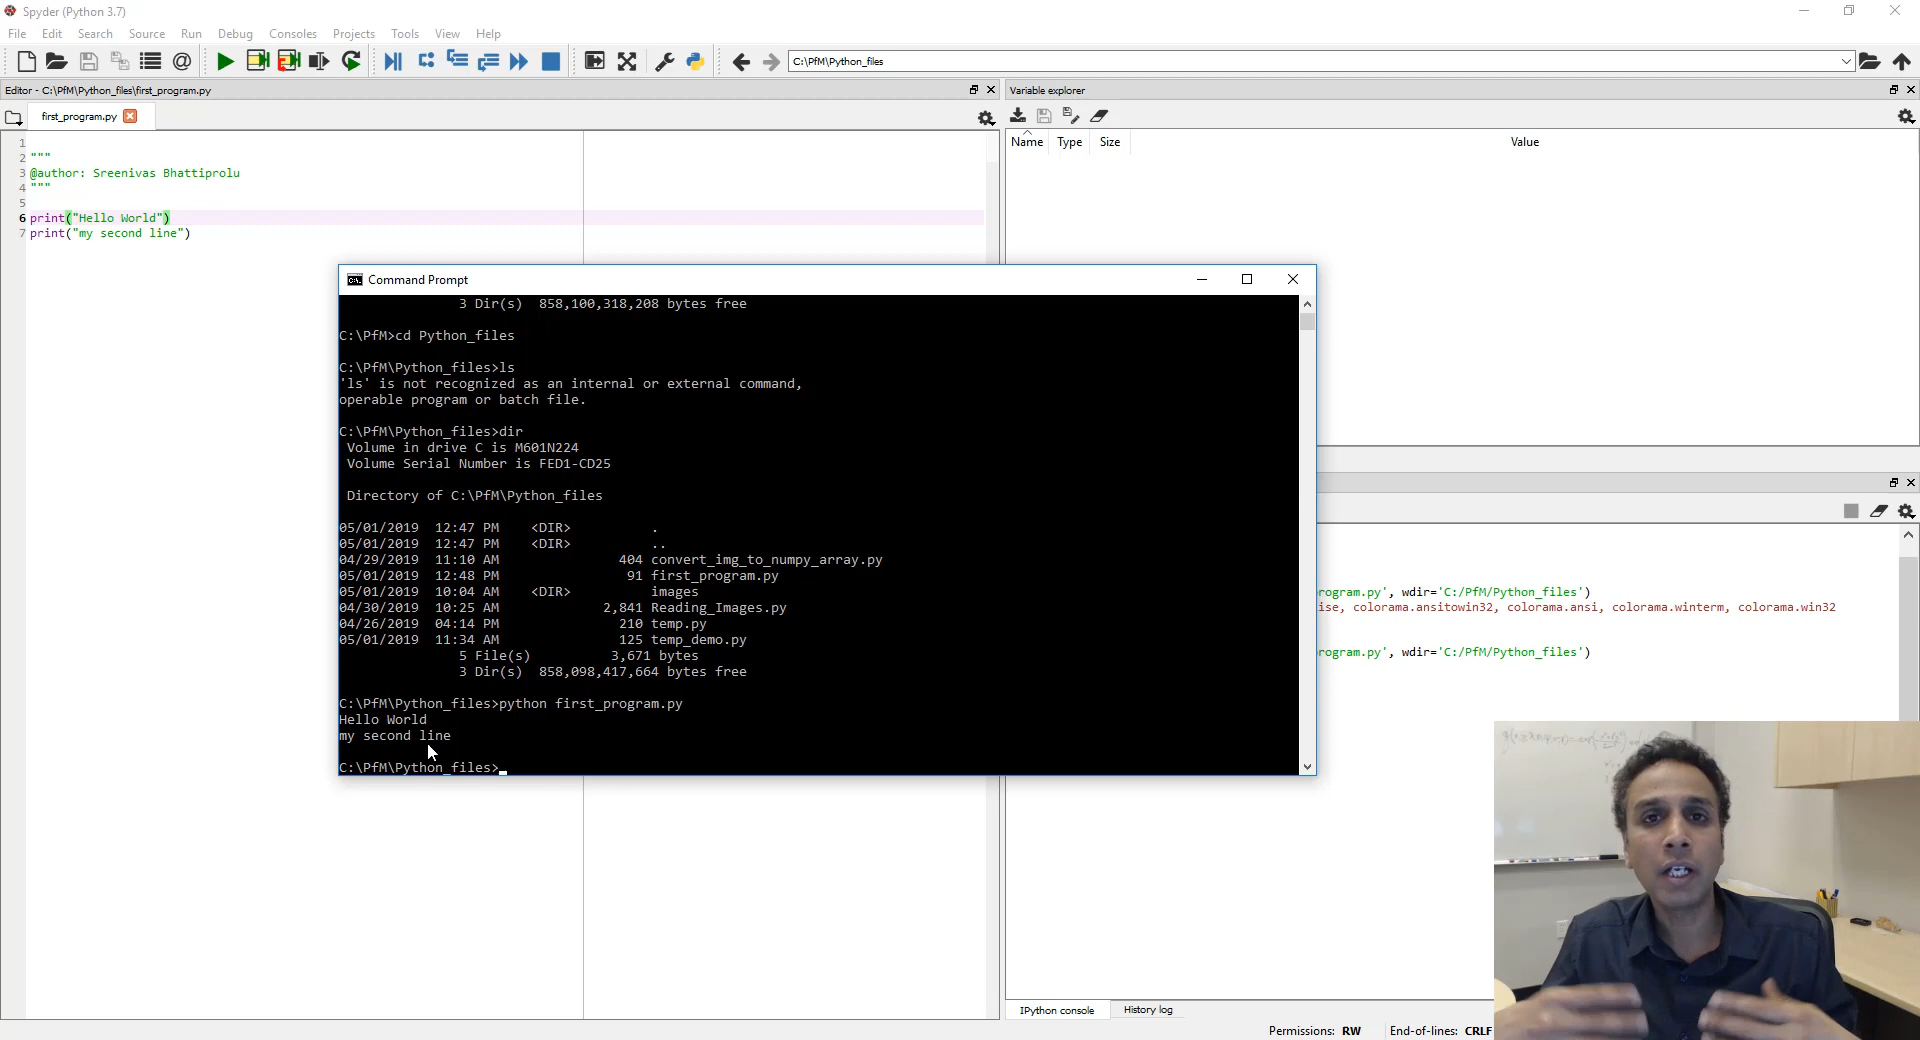 Spyder (Python 3.7)
File Edit Search Source Run Debug Consoles Projects Tools View Help
C:\PfM\Python_files
Editor - C:\PfM\Python_files\first_program.py
first_program.py
1
2 """
3 @author: Sreenivas Bhattiprolu
4 """
5
6 print("Hello World")
7 print("my second line")
Variable explorer
Name Type Size Value
Command Prompt
3 Dir(s) 858,100,318,208 bytes free
C:\PfM>cd Python_files
C:\PfM\Python_files>ls
'ls' is not recognized as an internal or external command,
operable program or batch file.
C:\PfM\Python_files>dir
Volume in drive C is M601N224
Volume Serial Number is FED1-CD25
Directory of C:\PfM\Python_files
05/01/2019 12:47 PM <DIR> .
05/01/2019 12:47 PM <DIR> ..
04/29/2019 11:10 AM 404 convert_img_to_numpy_array.py
05/01/2019 12:48 PM 91 first_program.py
05/01/2019 10:04 AM <DIR> images
04/30/2019 10:25 AM 2,841 Reading_Images.py
04/26/2019 04:14 PM 210 temp.py
05/01/2019 11:34 AM 125 temp_demo.py
5 File(s) 3,671 bytes
3 Dir(s) 858,098,417,664 bytes free
C:\PfM\Python_files>python first_program.py
Hello World
my second line
C:\PfM\Python_files>_
rogram.py', wdir='C:/PfM/Python_files')
ise, colorama.ansitowin32, colorama.ansi, colorama.winterm, colorama.win32
rogram.py', wdir='C:/PfM/Python_files')
IPython console History log
Permissions: RW End-of-lines: CRLF